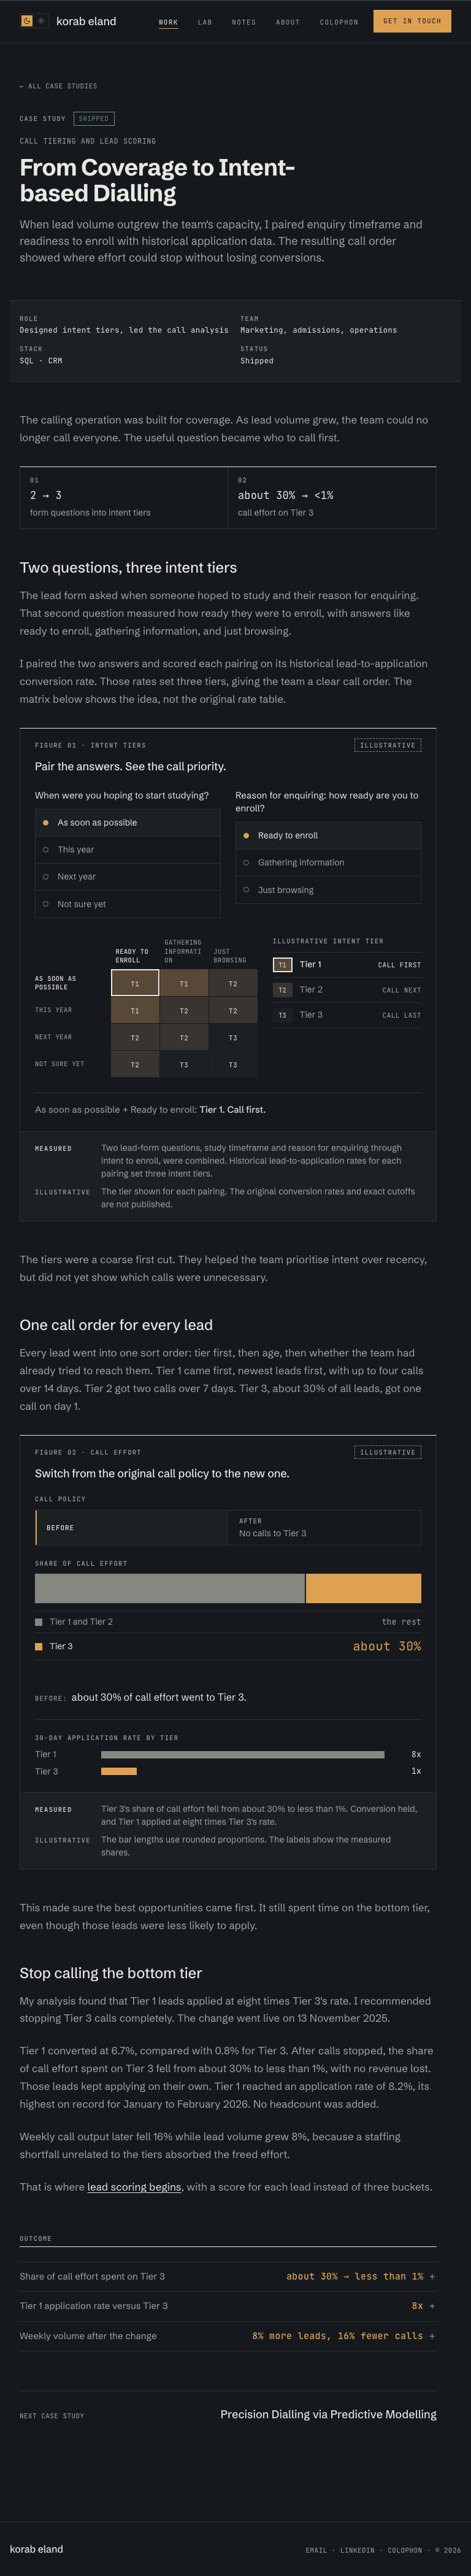 korab eland
WORK
LAB
NOTES
ABOUT
COLOPHON
GET IN TOUCH
← ALL CASE STUDIES
CASE STUDY
SHIPPED
CALL TIERING AND LEAD SCORING
From Coverage to Intent-
based Dialling
When lead volume outgrew the team's capacity, I paired enquiry timeframe and
readiness to enroll with historical application data. The resulting call order
showed where effort could stop without losing conversions.
ROLE
Designed intent tiers, led the call analysis
TEAM
Marketing, admissions, operations
STACK
SQL · CRM
STATUS
Shipped
The calling operation was built for coverage. As lead volume grew, the team could no
longer call everyone. The useful question became who to call first.
01
2 → 3
form questions into intent tiers
02
about 30% → <1%
call effort on Tier 3
Two questions, three intent tiers
The lead form asked when someone hoped to study and their reason for enquiring.
That second question measured how ready they were to enroll, with answers like
ready to enroll, gathering information, and just browsing.
I paired the two answers and scored each pairing on its historical lead-to-application
conversion rate. Those rates set three tiers, giving the team a clear call order. The
matrix below shows the idea, not the original rate table.
FIGURE 01 · INTENT TIERS
ILLUSTRATIVE
Pair the answers. See the call priority.
When were you hoping to start studying?
As soon as possible
This year
Next year
Not sure yet
Reason for enquiring: how ready are you to
enroll?
Ready to enroll
Gathering information
Just browsing
READY TO
ENROLL
GATHERING
INFORMATI
ON
JUST
BROWSING
AS SOON AS
POSSIBLE
T1
T1
T2
THIS YEAR
T1
T2
T2
NEXT YEAR
T2
T2
T3
NOT SURE YET
T2
T3
T3
ILLUSTRATIVE INTENT TIER
T1
Tier 1
CALL FIRST
T2
Tier 2
CALL NEXT
T3
Tier 3
CALL LAST
As soon as possible + Ready to enroll: Tier 1. Call first.
MEASURED
Two lead-form questions, study timeframe and reason for enquiring through
intent to enroll, were combined. Historical lead-to-application rates for each
pairing set three intent tiers.
ILLUSTRATIVE
The tier shown for each pairing. The original conversion rates and exact cutoffs
are not published.
The tiers were a coarse first cut. They helped the team prioritise intent over recency,
but did not yet show which calls were unnecessary.
One call order for every lead
Every lead went into one sort order: tier first, then age, then whether the team had
already tried to reach them. Tier 1 came first, newest leads first, with up to four calls
over 14 days. Tier 2 got two calls over 7 days. Tier 3, about 30% of all leads, got one
call on day 1.
FIGURE 02 · CALL EFFORT
ILLUSTRATIVE
Switch from the original call policy to the new one.
CALL POLICY
BEFORE
AFTER
No calls to Tier 3
SHARE OF CALL EFFORT
Tier 1 and Tier 2
the rest
Tier 3
about 30%
BEFORE: about 30% of call effort went to Tier 3.
30-DAY APPLICATION RATE BY TIER
Tier 1
8x
Tier 3
1x
MEASURED
Tier 3's share of call effort fell from about 30% to less than 1%. Conversion held,
and Tier 1 applied at eight times Tier 3's rate.
ILLUSTRATIVE
The bar lengths use rounded proportions. The labels show the measured
shares.
This made sure the best opportunities came first. It still spent time on the bottom tier,
even though those leads were less likely to apply.
Stop calling the bottom tier
My analysis found that Tier 1 leads applied at eight times Tier 3's rate. I recommended
stopping Tier 3 calls completely. The change went live on 13 November 2025.
Tier 1 converted at 6.7%, compared with 0.8% for Tier 3. After calls stopped, the share
of call effort spent on Tier 3 fell from about 30% to less than 1%, with no revenue lost.
Those leads kept applying on their own. Tier 1 reached an application rate of 8.2%, its
highest on record for January to February 2026. No headcount was added.
Weekly call output later fell 16% while lead volume grew 8%, because a staffing
shortfall unrelated to the tiers absorbed the freed effort.
That is where lead scoring begins, with a score for each lead instead of three buckets.
OUTCOME
Share of call effort spent on Tier 3
about 30% → less than 1% +
Tier 1 application rate versus Tier 3
8x +
Weekly volume after the change
8% more leads, 16% fewer calls +
NEXT CASE STUDY
Precision Dialling via Predictive Modelling
korab eland
EMAIL · LINKEDIN · COLOPHON · © 2026